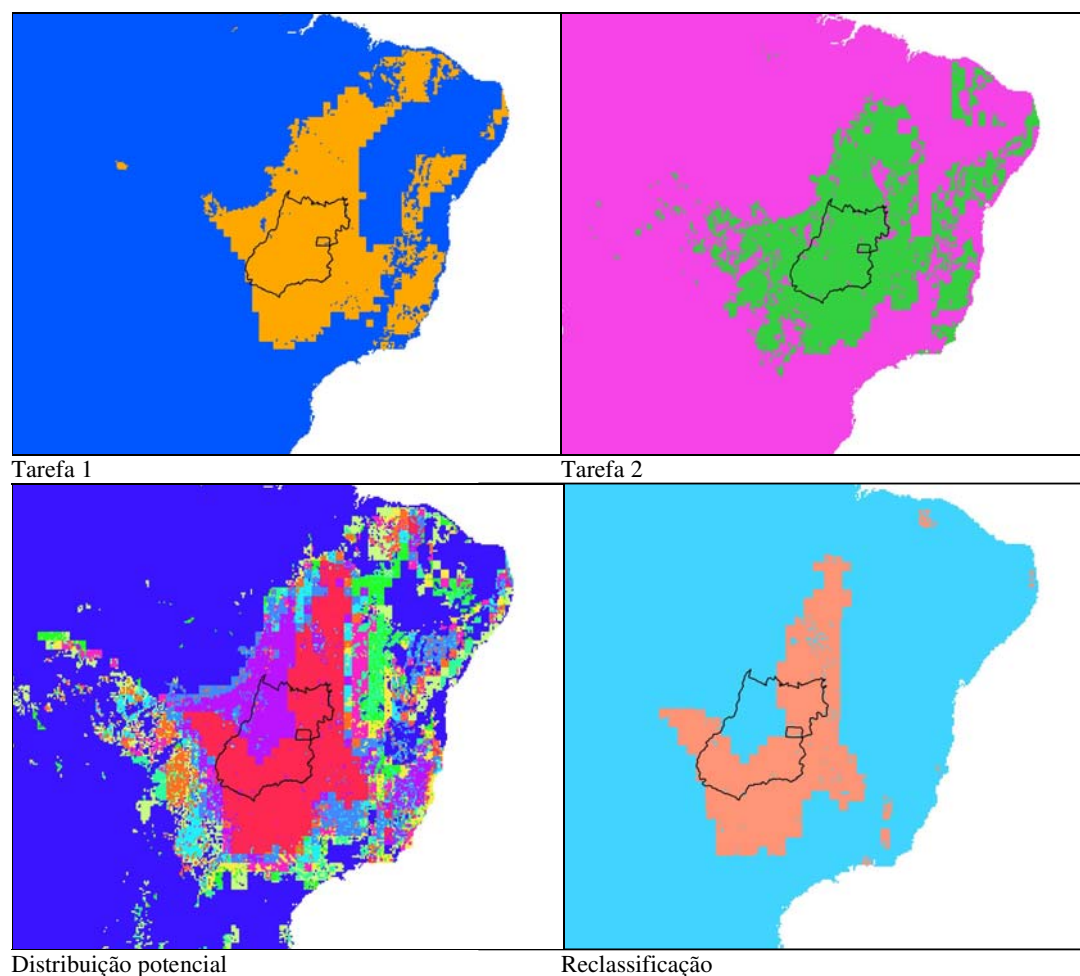 Tarefa 1
Tarefa 2
Distribuição potencial
Reclassificação